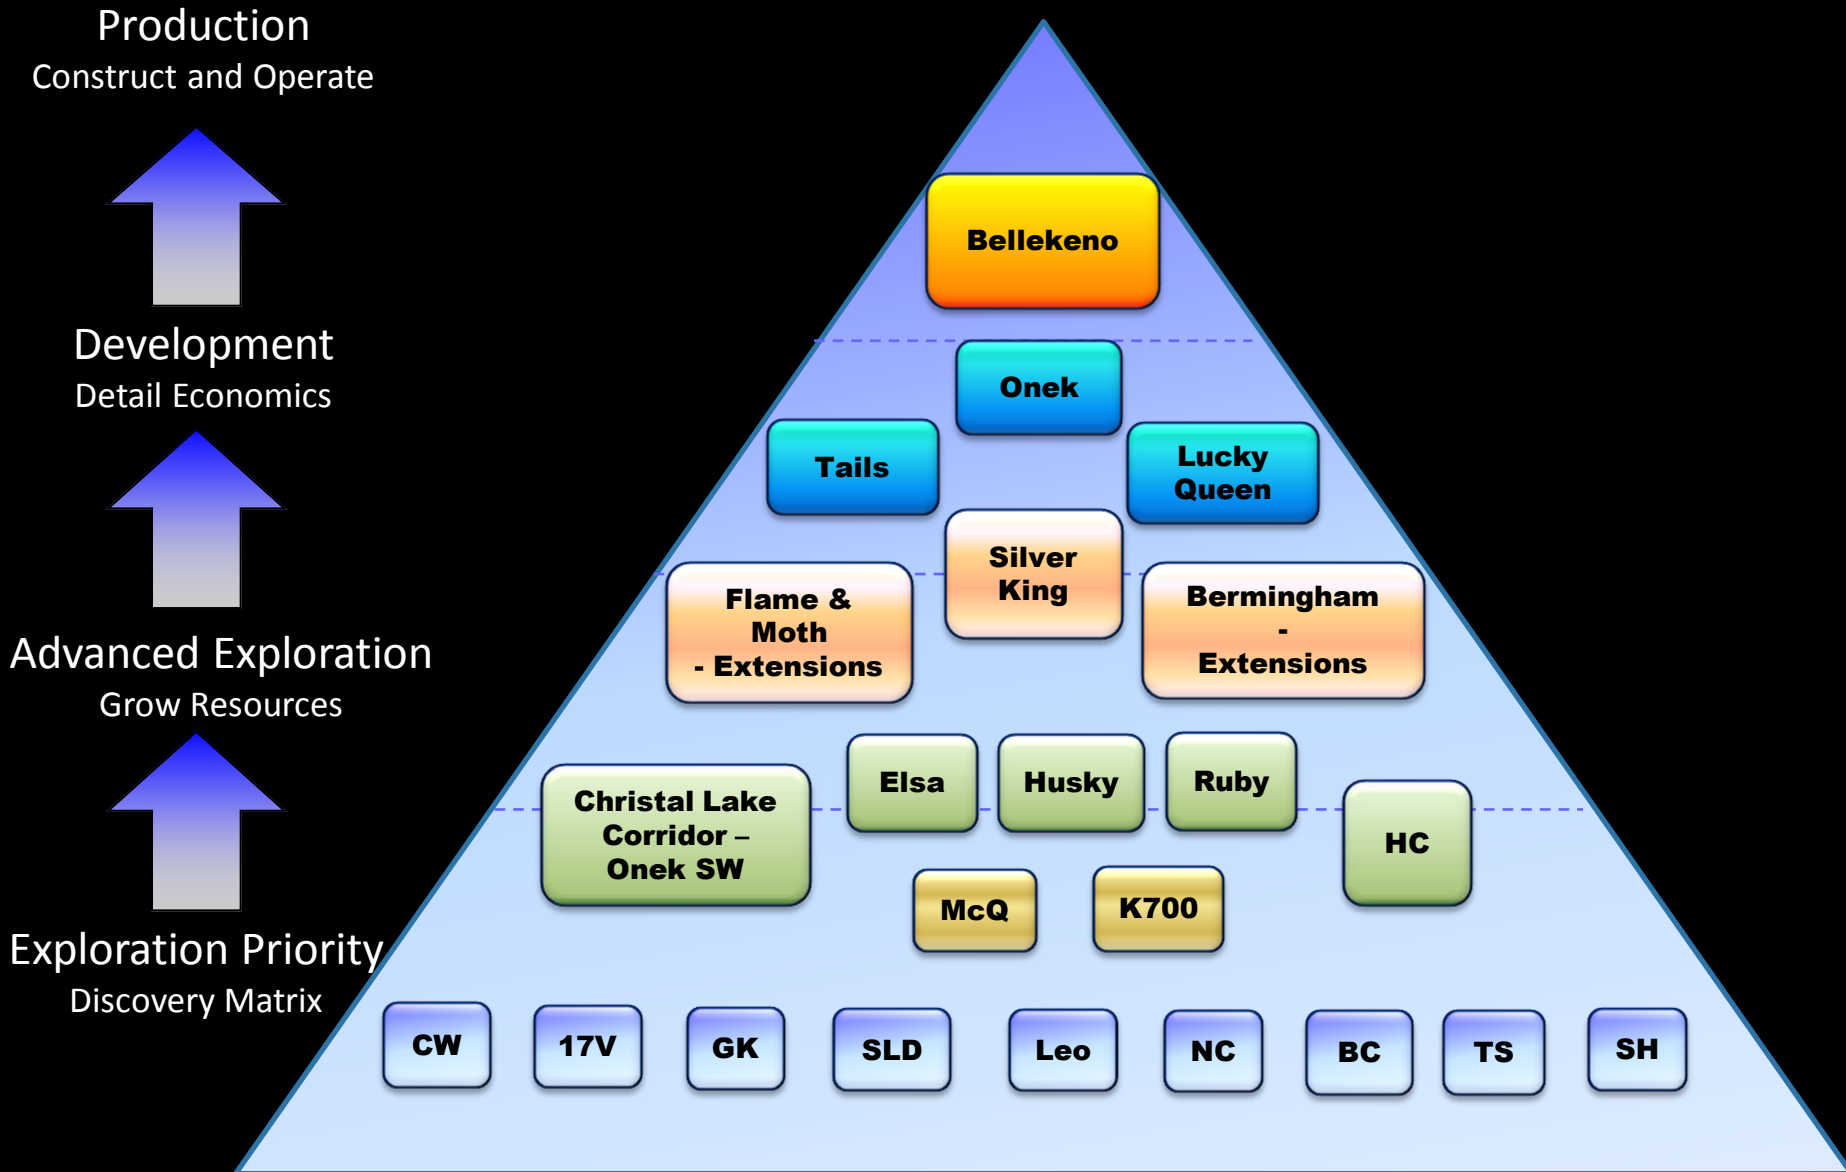 Production
Construct and Operate
Development
Detail Economics
Advanced Exploration
Grow Resources
Exploration Priority
Discovery Matrix
Bellekeno
Onek
Tails
Lucky
Queen
Silver
King
Flame &
Moth
- Extensions
Bermingham
-
Extensions
Elsa
Husky
Ruby
Christal Lake
Corridor –
Onek SW
HC
McQ
K700
CW
17V
GK
SLD
Leo
NC
BC
TS
SH